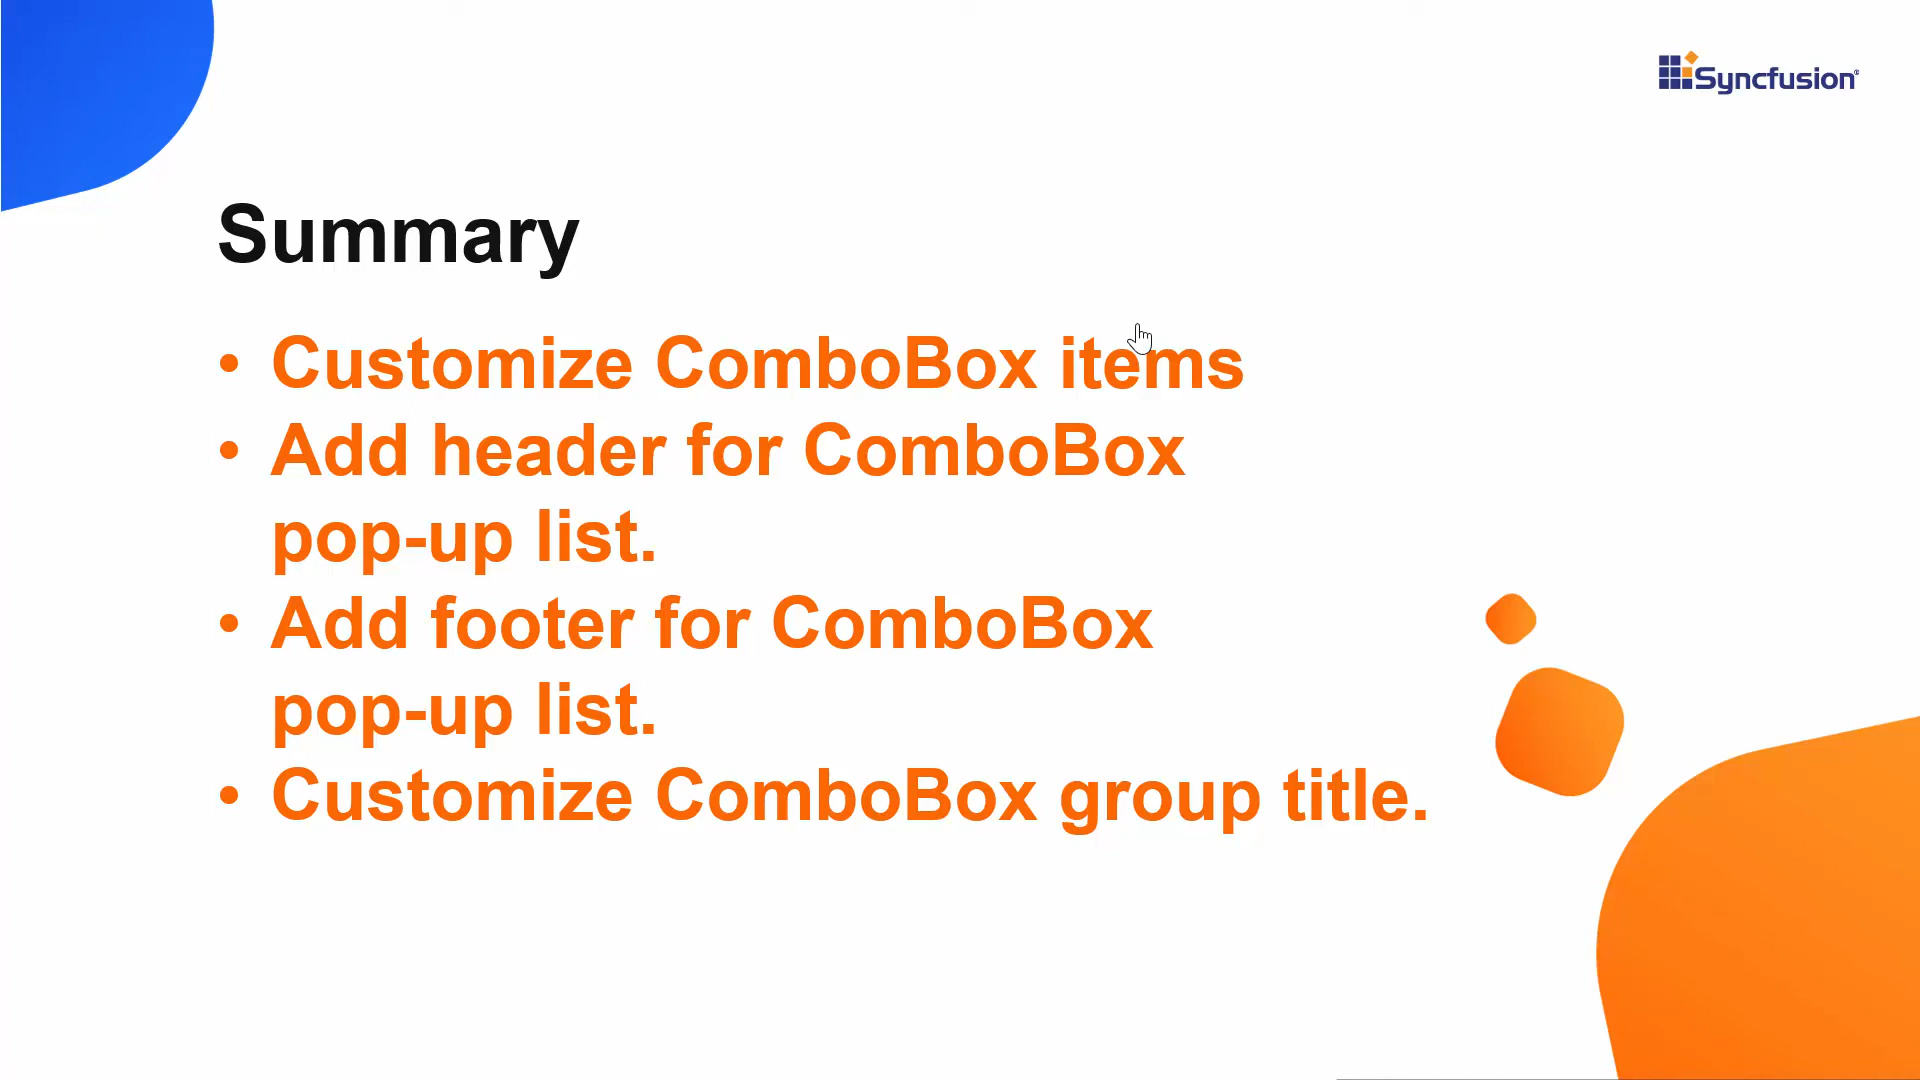 Syncfusion®
Summary
• Customize ComboBox items
• Add header for ComboBox
pop-up list.
• Add footer for ComboBox
pop-up list.
• Customize ComboBox group title.